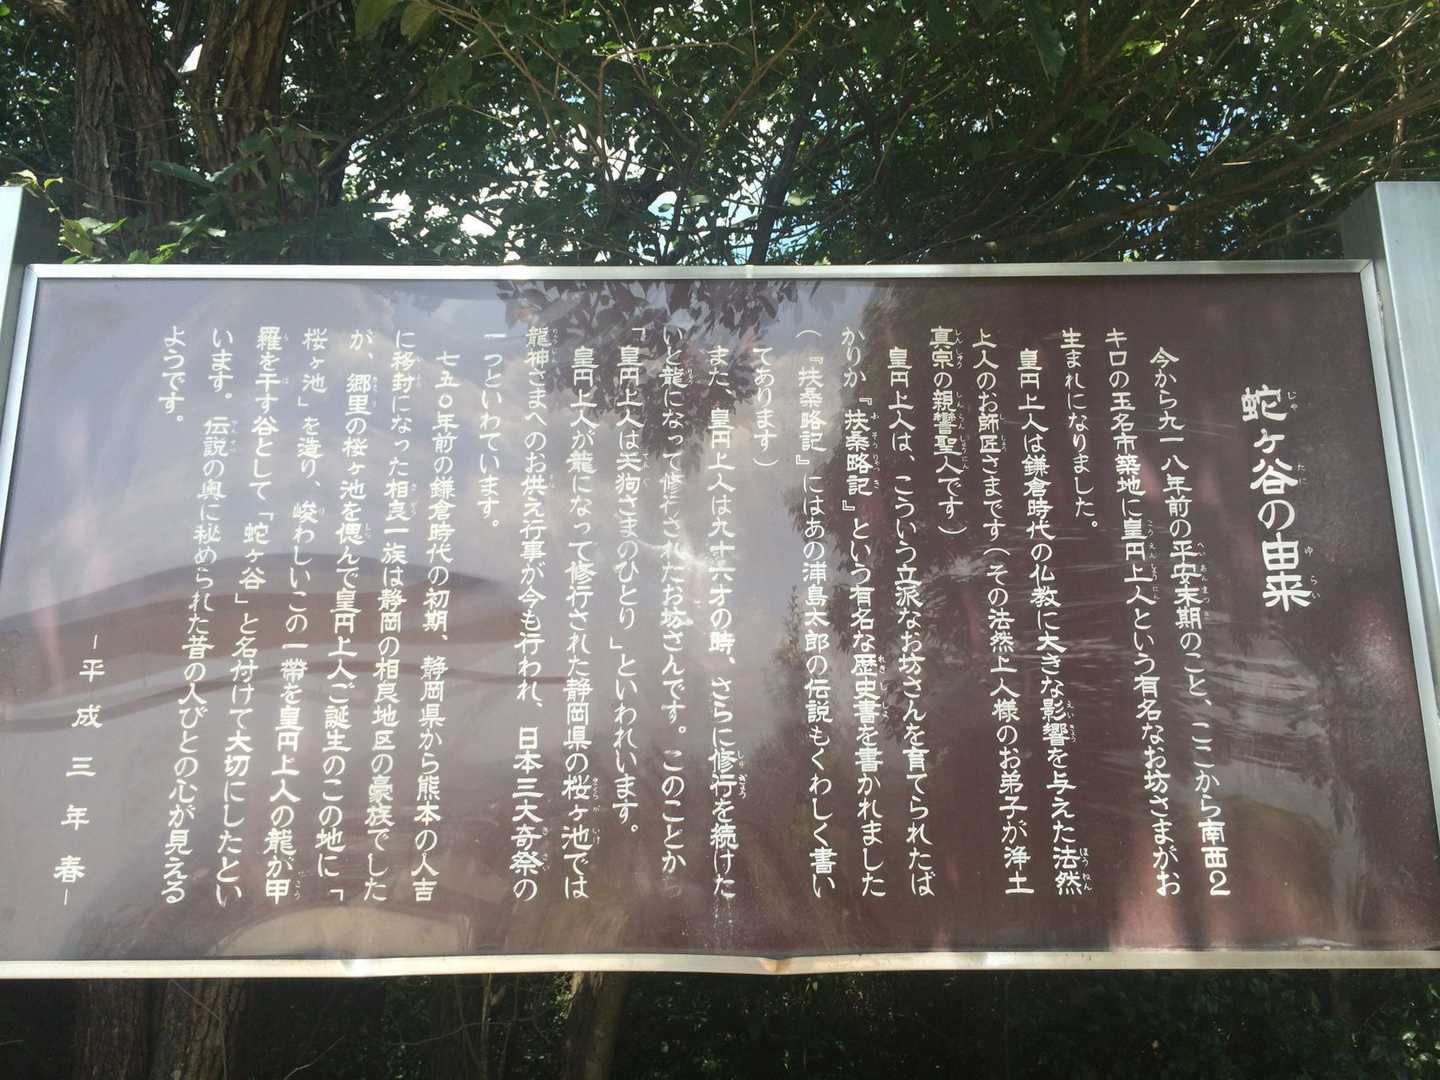 蛇ヶ谷の由来
今から九一八年前の平安末期のこと、ここから南西2
キロの玉名市築地に皇円上人という有名なお坊さまがお
生まれになりました。
皇円上人は鎌倉時代の仏教に大きな影響を与えた法然
上人のお師匠さまです(その法然上人様のお弟子が浄土
真宗の親鸞聖人です)
皇円上人は、こういう立派なお坊さんを育てられたば
かりか『扶桑略記』という有名な歴史書を書かれました
(『扶桑略記』にはあの浦島太郎の伝説もくわしく書い
てあります)
また、皇円上人は九十六才の時、さらに修行を続けた
いと龍になって修行されたお坊さんです。このことから
「皇円上人は天狗さまのひとり」といわれいます。
皇円上人が龍になって修行された静岡県の桜ヶ池では
龍神さまへのお供え行事が今も行われ、日本三大奇祭の
一つといわています。
七五〇年前の鎌倉時代の初期、静岡県から熊本の人吉
に移封になった相良一族は静岡の相良地区の豪族でした
が、郷里の桜ヶ池を偲んで皇円上人ご誕生のこの地に「
桜ヶ池」を造り、峻わしいこの一帯を皇円上人の龍が甲
羅を干す谷として「蛇ヶ谷」と名付けて大切にしたとい
います。伝説の奥に秘められた昔の人びとの心が見える
ようです。
－平成三年春－